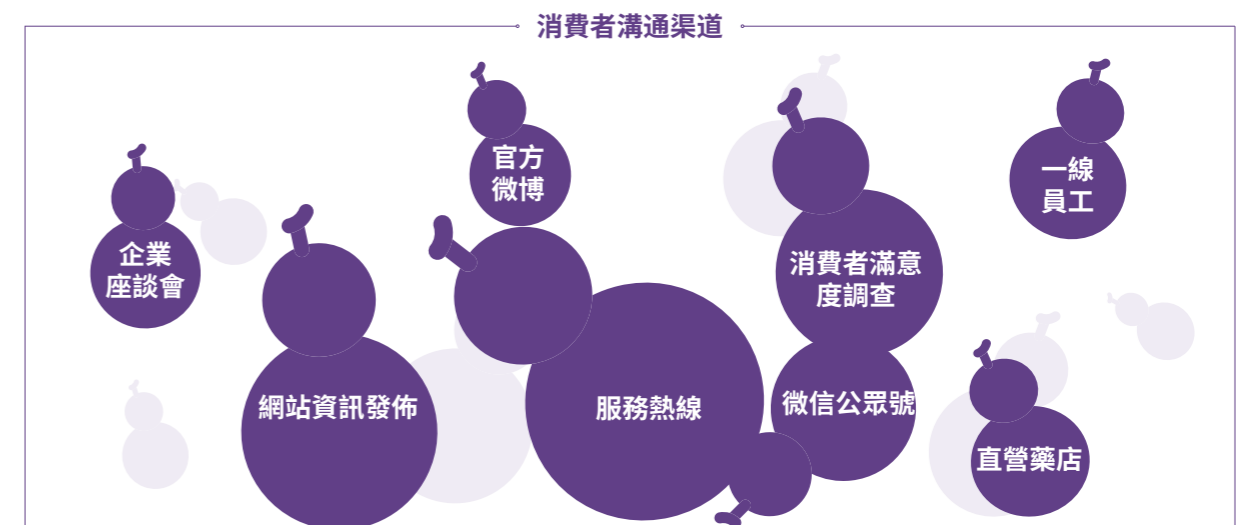 消費者溝通渠道
官方
微博
一線
員工
企業
座談會
消費者滿意
度調查
網站資訊發佈
服務熱線
微信公眾號
直營藥店